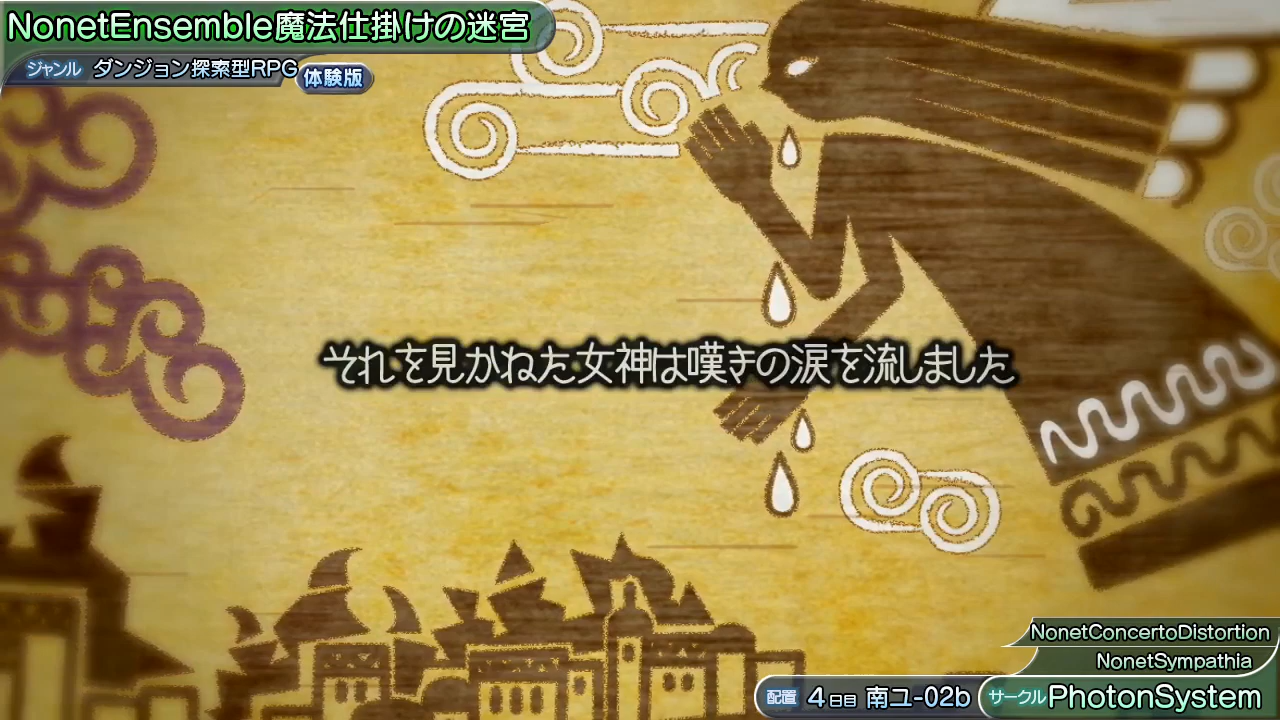 NonetEnsemble魔法仕掛けの迷宮
ジャンル ダンジョン探索型RPG 体験版
それを見かねた女神は嘆きの涙を流しました
NonetConcertoDistortion
NonetSympathia
配置 4日目 南ユ-02b サークル PhotonSystem